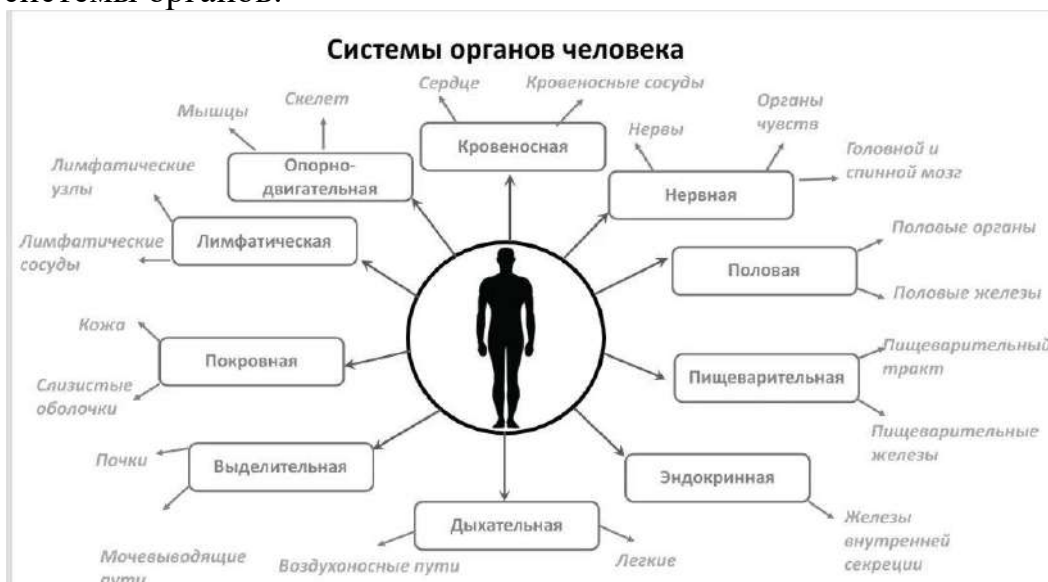 системы органов.
Системы органов человека
Сердце
Кровеносные сосуды
Скелет
Мышцы
Органы
чувств
Нервы
Кровеносная
Опорно-
двигательная
Головной и
спинной мозг
Нервная
Лимфатические
узлы
Лимфатическая
Лимфатические
сосуды
Половые органы
Половая
Половые железы
Кожа
Покровная
Слизистые
оболочки
Пищеварительный
тракт
Пищеварительная
Пищеварительные
железы
Почки
Выделительная
Эндокринная
Дыхательная
Железы
внутренней
секреции
Мочевыводящие
пути
Воздухоносные пути
Легкие